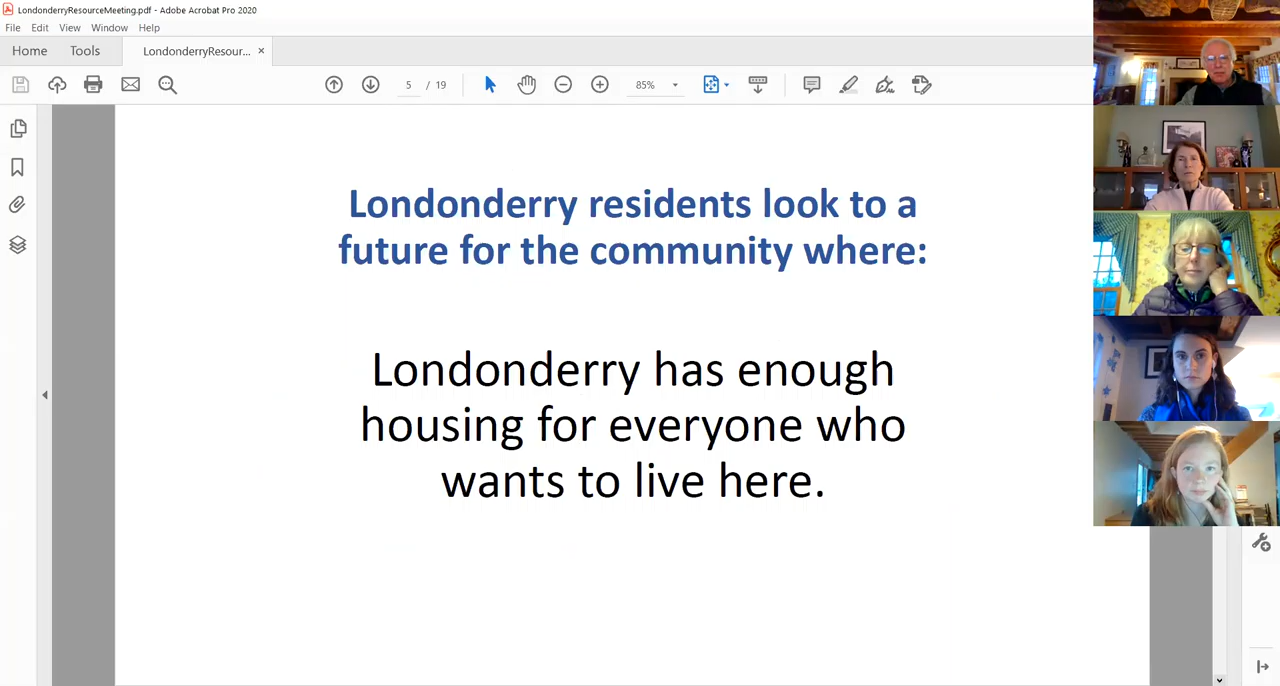 LondonderryResourceMeeting.pdf - Adobe Acrobat Pro 2020
File Edit View Window Help
Home Tools LondonderryResour... ×
5 / 19 85%
Londonderry residents look to a
future for the community where:
Londonderry has enough
housing for everyone who
wants to live here.